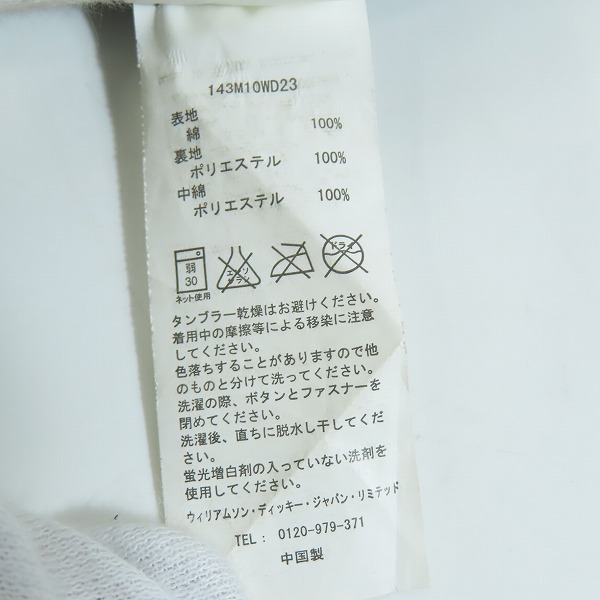 143M10WD23
表地
綿 100%
裏地
ポリエステル 100%
中綿
ポリエステル 100%
弱
30
ネット使用
エンソ
サラシ
ドライ
タンブラー乾燥はお避けください。
着用中の摩擦等による移染に注意
してください。
色落ちすることがありますので他
のものと分けて洗ってください。
洗濯の際、ボタンとファスナーを
閉めてください。
洗濯後、直ちに脱水し干してくだ
さい。
蛍光増白剤の入っていない洗剤を
使用してください。
ウィリアムソン・ディッキー・ジャパン・リミテッド
TEL: 0120-979-371
中国製